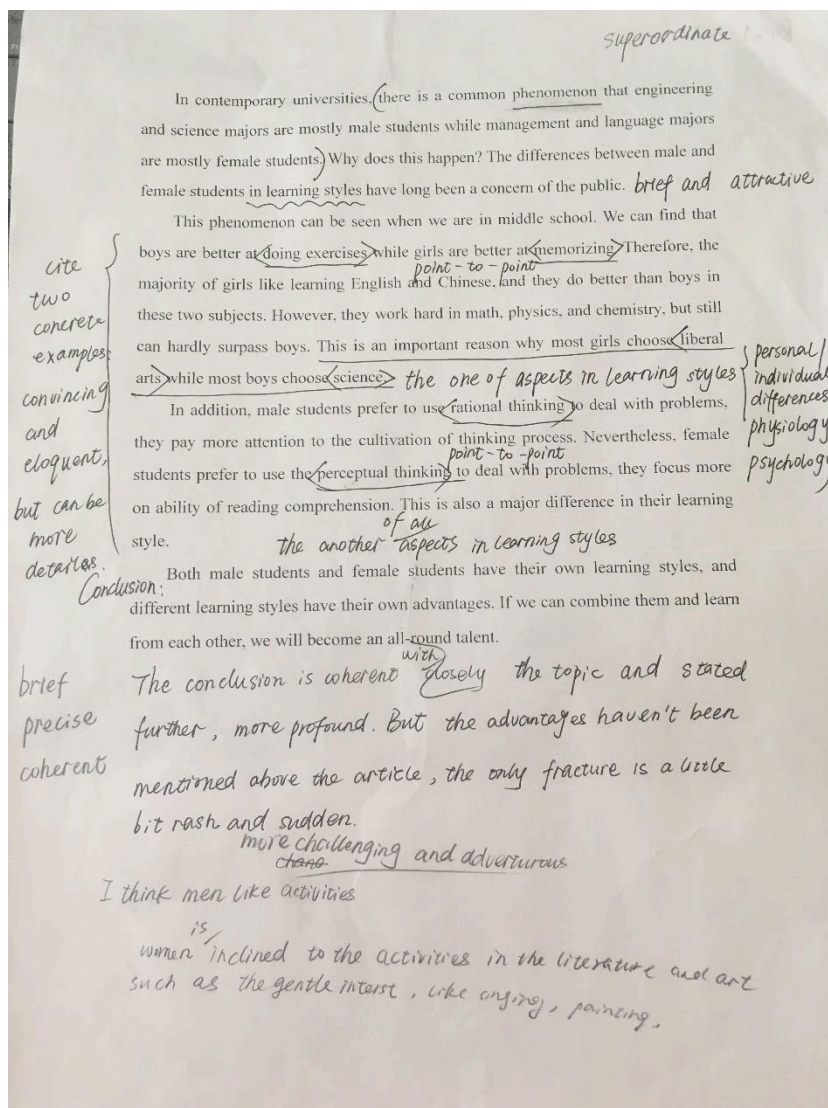 superordinate
In contemporary universities, there is a common phenomenon that engineering
and science majors are mostly male students while management and language majors
are mostly female students. Why does this happen? The differences between male and
female students in learning styles have long been a concern of the public. brief and attractive
This phenomenon can be seen when we are in middle school. We can find that
boys are better at doing exercises while girls are better at memorizing. Therefore, the
point-to-point
majority of girls like learning English and Chinese, and they do better than boys in
these two subjects. However, they work hard in math, physics, and chemistry, but still
can hardly surpass boys. This is an important reason why most girls choose liberal
arts while most boys choose science. the one of aspects in learning styles
In addition, male students prefer to use rational thinking to deal with problems,
they pay more attention to the cultivation of thinking process. Nevertheless, female
point-to-point
students prefer to use the perceptual thinking to deal with problems, they focus more
on ability of reading comprehension. This is also a major difference in their learning
of all
style. the another aspects in learning styles
cite
two
concrete
examples
convincing
and
eloquent,
but can be
more
details.
personal/
individual
differences
physiology
psychology
Conclusion:
Both male students and female students have their own learning styles, and
different learning styles have their own advantages. If we can combine them and learn
from each other, we will become an all-round talent.
brief
precise
coherent
with
The conclusion is coherent closely the topic and stated
further, more profound. But the advantages haven't been
mentioned above the article, the only fracture is a little
bit rash and sudden.
more challenging and adverturous
I think men like activities
is
women inclined to the activities in the literature and art
such as the gentle interst, like singing, painting,